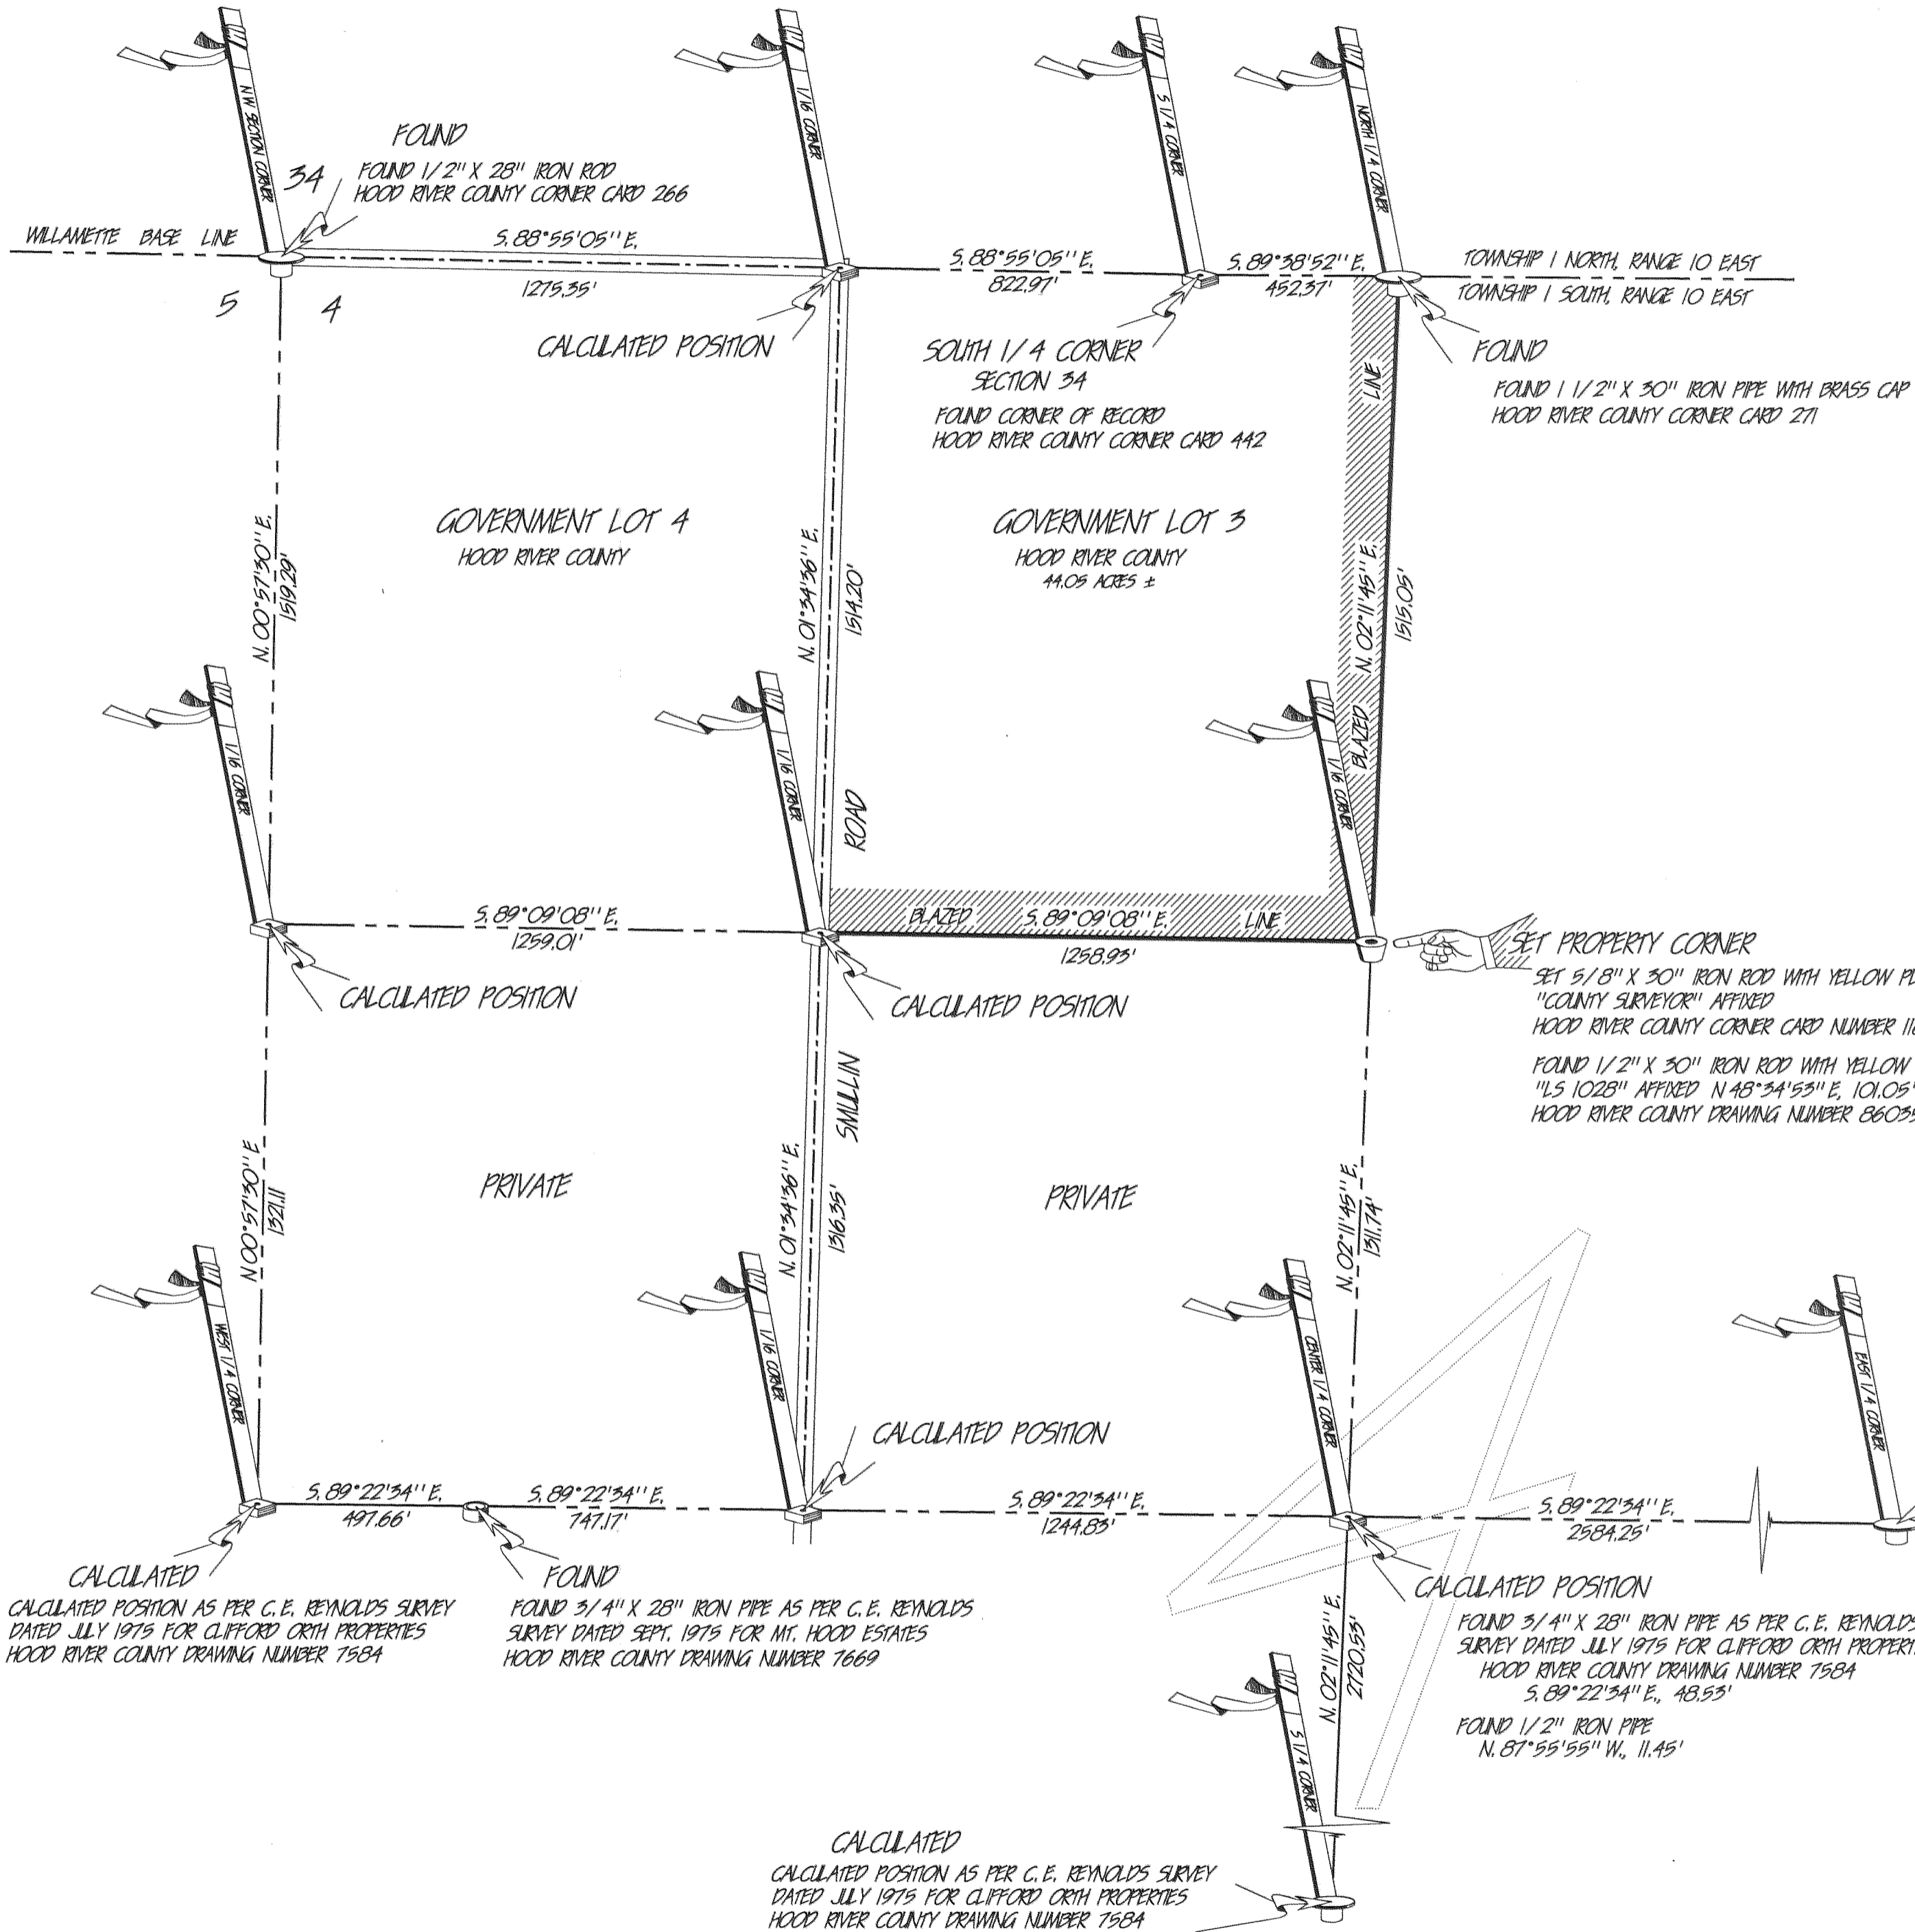 NW SECTION CORNER
1/16 CORNER
S 1/4 CORNER
NORTH 1/4 CORNER
FOUND
FOUND 1/2" X 28" IRON ROD
HOOD RIVER COUNTY CORNER CARD 266
34
WILLAMETTE BASE LINE
S. 88°55'05" E.
1275.35'
S. 88°55'05" E.
822.97'
S. 89°38'52" E.
452.37'
TOWNSHIP 1 NORTH, RANGE 10 EAST
TOWNSHIP 1 SOUTH, RANGE 10 EAST
5
4
CALCULATED POSITION
SOUTH 1/4 CORNER
SECTION 34
FOUND CORNER OF RECORD
HOOD RIVER COUNTY CORNER CARD 442
FOUND
FOUND 1 1/2" X 30" IRON PIPE WITH BRASS CAP
HOOD RIVER COUNTY CORNER CARD 271
LINE
GOVERNMENT LOT 4
HOOD RIVER COUNTY
GOVERNMENT LOT 3
HOOD RIVER COUNTY
44.05 ACRES ±
N. 00°57'30" E.
1519.29'
N. 01°34'36" E.
1514.20'
BLAZED N. 02°11'45" E.
1515.05'
1/16 CORNER
1/16 CORNER
1/16 CORNER
ROAD
S. 89°09'08" E.
1259.01'
BLAZED S. 89°09'08" E. LINE
1258.93'
CALCULATED POSITION
CALCULATED POSITION
SET PROPERTY CORNER
SET 5/8" X 30" IRON ROD WITH YELLOW
"COUNTY SURVEYOR" AFFIXED
HOOD RIVER COUNTY CORNER CARD NUMBER
FOUND 1/2" X 30" IRON ROD WITH YELLOW
"LS 1028" AFFIXED N 48°34'53" E, 101.05'
HOOD RIVER COUNTY DRAWING NUMBER 86035
SMULLIN
PRIVATE
PRIVATE
N 00°57'30" E
1321.11
N. 01°34'36" E.
1316.35'
N. 02°11'45" E.
1311.74'
WEST 1/4 CORNER
1/16 CORNER
CENTER 1/4 CORNER
EAST 1/4 CORNER
CALCULATED POSITION
S. 89°22'34" E.
497.66'
S. 89°22'34" E.
747.17'
S. 89°22'34" E.
1244.83'
S. 89°22'34" E.
2584.25'
CALCULATED
CALCULATED POSITION AS PER C.E. REYNOLDS SURVEY
DATED JULY 1975 FOR CLIFFORD ORTH PROPERTIES
HOOD RIVER COUNTY DRAWING NUMBER 7584
FOUND
FOUND 3/4" X 28" IRON PIPE AS PER C.E. REYNOLDS
SURVEY DATED SEPT. 1975 FOR MT. HOOD ESTATES
HOOD RIVER COUNTY DRAWING NUMBER 7669
CALCULATED POSITION
FOUND 3/4" X 28" IRON PIPE AS PER C.E. REYNOLDS
SURVEY DATED JULY 1975 FOR CLIFFORD ORTH
HOOD RIVER COUNTY DRAWING NUMBER 7584
S. 89°22'34" E., 48.53'
FOUND 1/2" IRON PIPE
N. 87°55'55" W., 11.45'
N. 02°11'45" E.
2720.53'
S 1/4 CORNER
CALCULATED
CALCULATED POSITION AS PER C.E. REYNOLDS SURVEY
DATED JULY 1975 FOR CLIFFORD ORTH PROPERTIES
HOOD RIVER COUNTY DRAWING NUMBER 7584